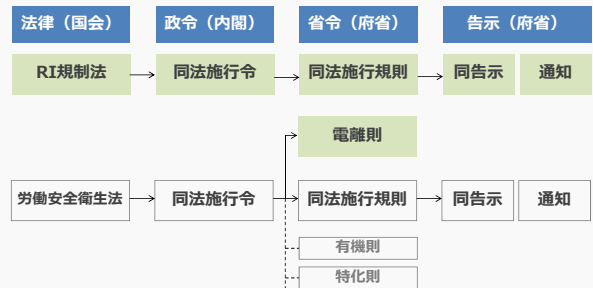 法律（国会） 政令（内閣） 省令（府省） 告示（府省）
RI規制法 同法施行令 同法施行規則 同告示 通知
電離則
労働安全衛生法 同法施行令 同法施行規則 同告示 通知
有機則
特化則